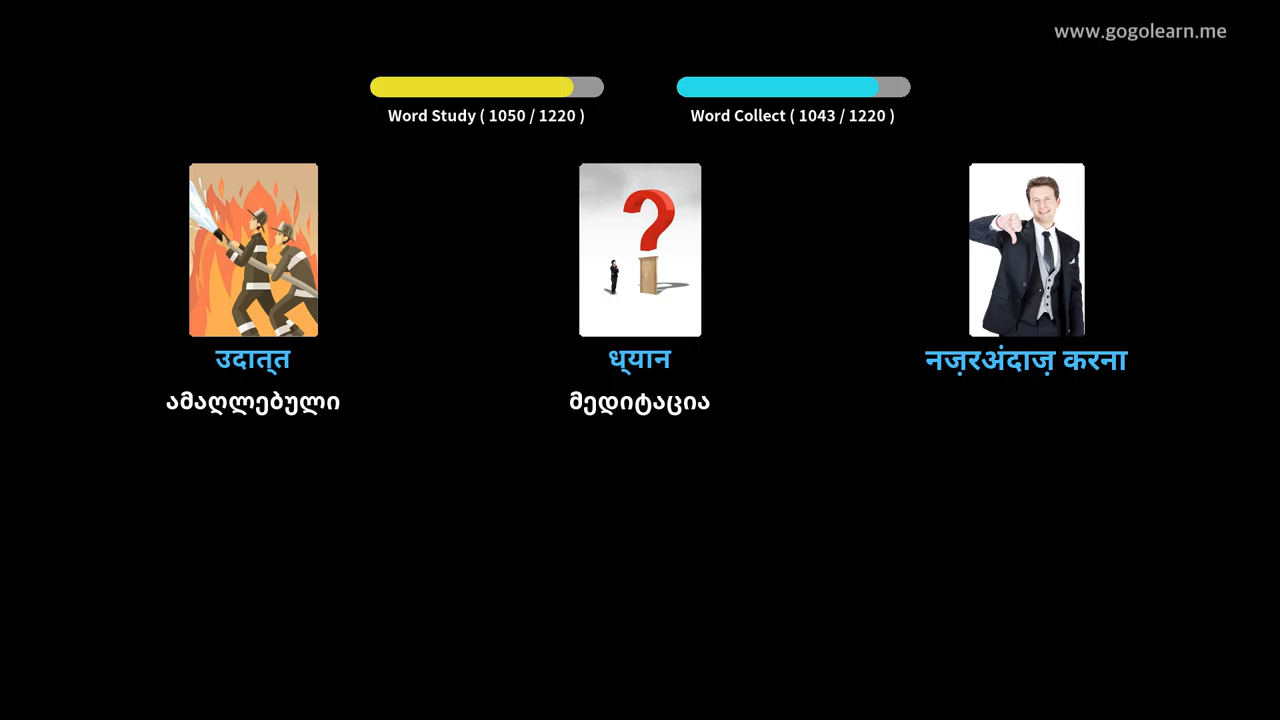 www.gogolearn.me
Word Study ( 1050 / 1220 )
Word Collect ( 1043 / 1220 )
उदात्त
ध्यान
नज़रअंदाज़ करना
ამაღლებული
მედიტაცია